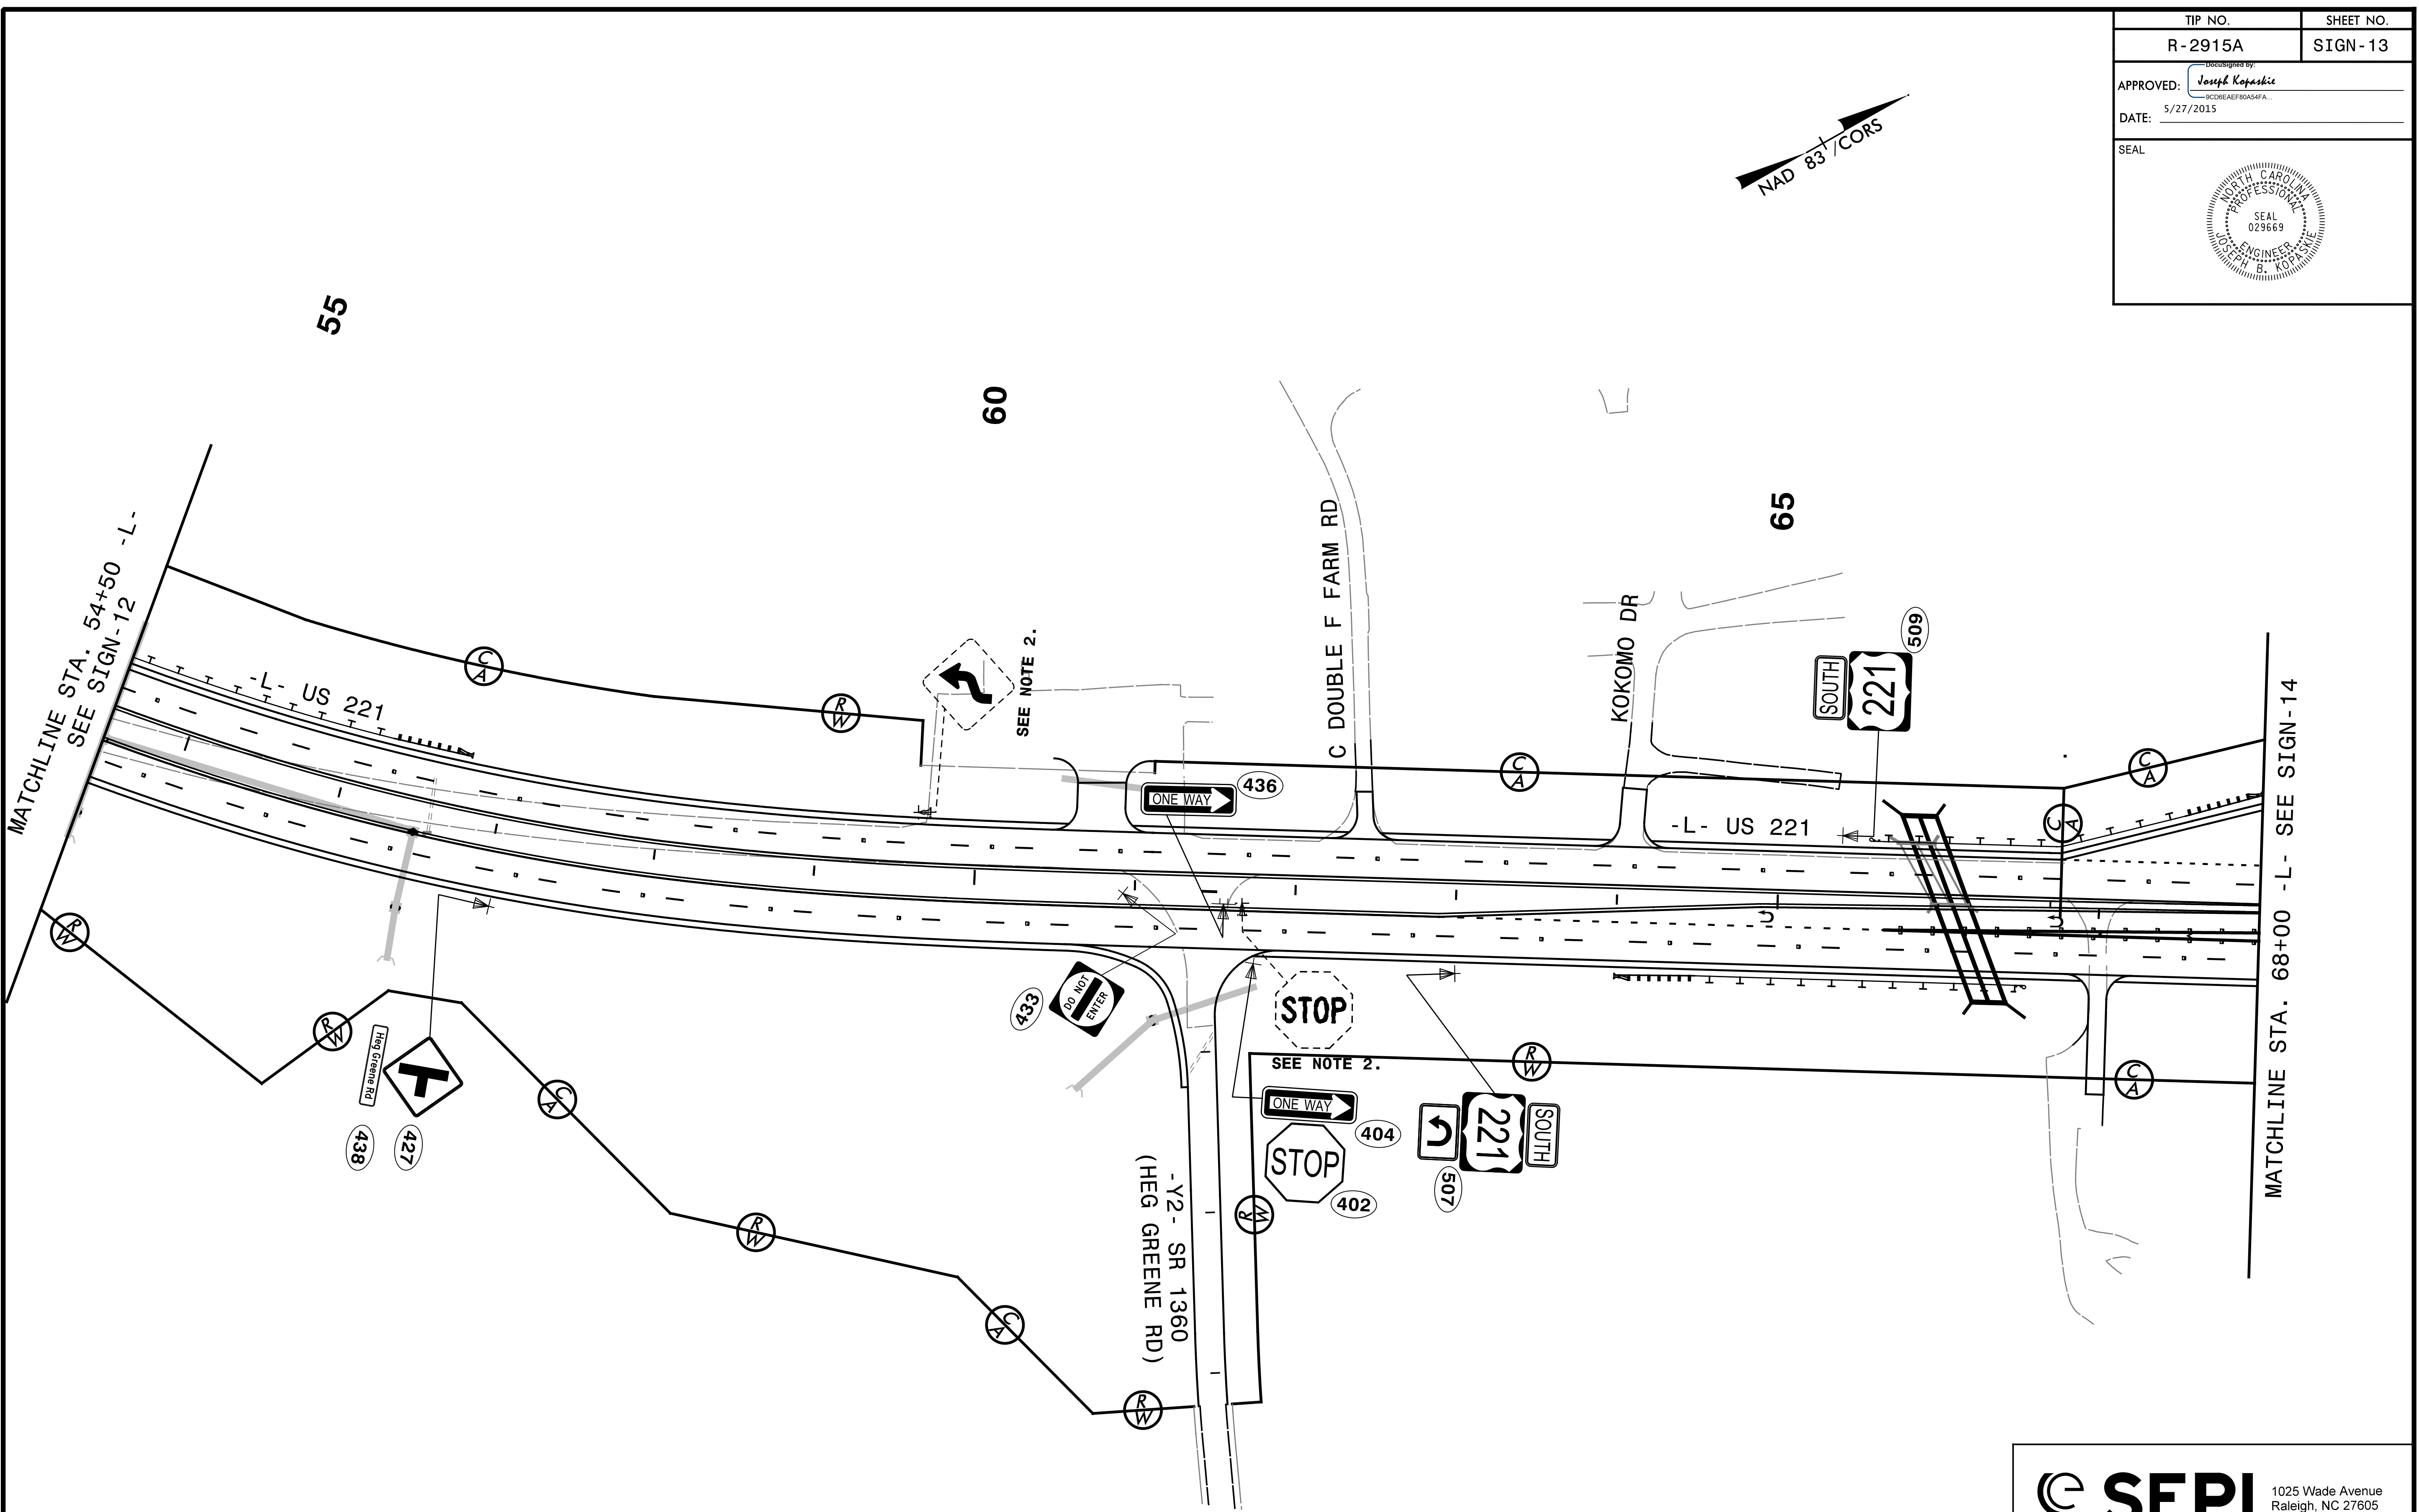 TIP NO.
SHEET NO.
R-2915A
SIGN-13
DocuSigned by:
APPROVED: Joseph Kopaskie
9CD6EAEF80A54FA...
DATE: 5/27/2015
SEAL
NORTH CAROLINA
PROFESSIONAL
SEAL
029669
ENGINEER
JOSEPH B. KOPASKIE
NAD 83/CORS
55
60
65
MATCHLINE STA. 54+50 -L-
SEE SIGN-12
-L- US 221
C
A
R
W
SEE NOTE 2.
C DOUBLE F FARM RD
KOKOMO DR
ONE WAY
436
C
A
SOUTH
221
509
-L- US 221
C
A
C
A
MATCHLINE STA. 68+00 -L- SEE SIGN-14
R
W
R
W
Heg Greene Rd
438
427
C
A
R
W
C
A
R
W
433
DO NOT
ENTER
STOP
SEE NOTE 2.
ONE WAY
404
STOP
402
R
W
SOUTH
221
507
R
W
C
A
-Y2- SR 1360
(HEG GREENE RD)
SEPI
1025 Wade Avenue
Raleigh, NC 27605